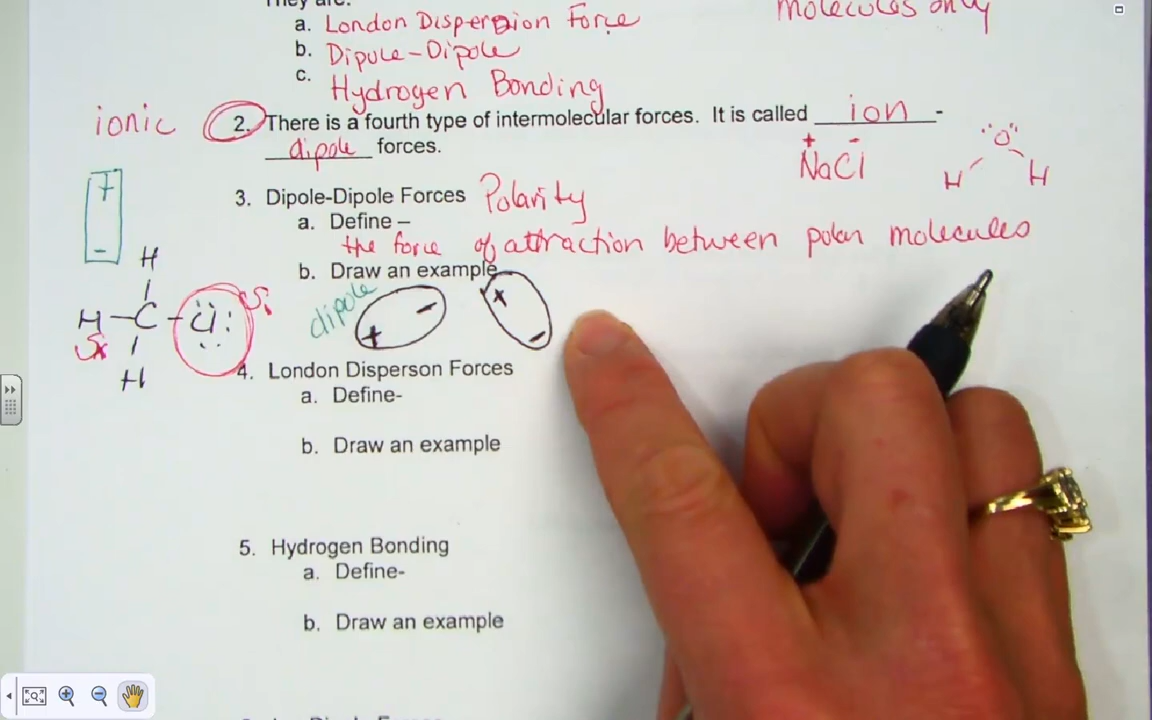 They are:
molecules only
a. London Dispersion Force
b. Dipole-Dipole
c. Hydrogen Bonding
ionic
2. There is a fourth type of intermolecular forces. It is called ion -
dipole forces.
+ -
NaCl
O
H H
3. Dipole-Dipole Forces Polarity
a. Define –
the force of attraction between polar molecules
b. Draw an example
+
-
H
H-C-Cl:
H
dipole
+ - + -
4. London Disperson Forces
a. Define-
b. Draw an example
5. Hydrogen Bonding
a. Define-
b. Draw an example